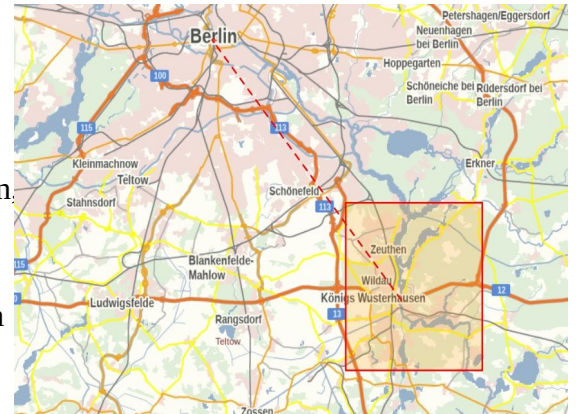 Petershagen/Eggersdorf
Neuenhagen
bei Berlin
Berlin
Hoppegarten
100
Schöneiche bei
Berlin
Rüdersdorf bei
Berlin
115
113
Kleinmachnow
Erkner
Teltow
Schönefeld
Stahnsdorf
113
Zeuthen
Blankenfelde-
Mahlow
115
Wildau
12
Ludwigsfelde
Königs Wusterhausen
Rangsdorf
13
Teltow
Zossen